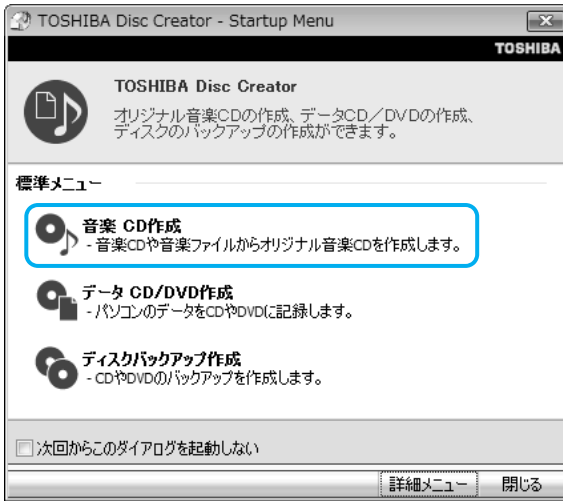 TOSHIBA Disc Creator - Startup Menu
TOSHIBA
TOSHIBA Disc Creator
オリジナル音楽CDの作成、データCD／DVDの作成、
ディスクのバックアップの作成ができます。
標準メニュー
音楽 CD作成
- 音楽CDや音楽ファイルからオリジナル音楽CDを作成します。
データ CD/DVD作成
- パソコンのデータをCDやDVDに記録します。
ディスクバックアップ作成
- CDやDVDのバックアップを作成します。
次回からこのダイアログを起動しない
詳細メニュー 閉じる